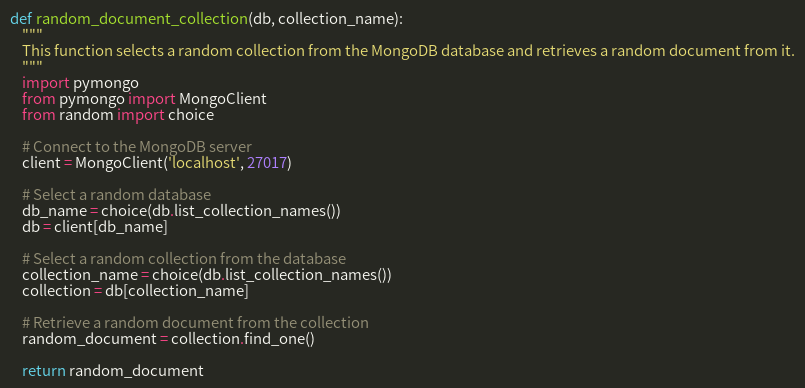 def random_document_collection(db, collection_name):
    """
    This function selects a random collection from the MongoDB database and retrieves a random document from it.
    """
    import pymongo
    from pymongo import MongoClient
    from random import choice

    # Connect to the MongoDB server
    client = MongoClient('localhost', 27017)

    # Select a random database
    db_name = choice(db.list_collection_names())
    db = client[db_name]

    # Select a random collection from the database
    collection_name = choice(db.list_collection_names())
    collection = db[collection_name]

    # Retrieve a random document from the collection
    random_document = collection.find_one()

    return random_document